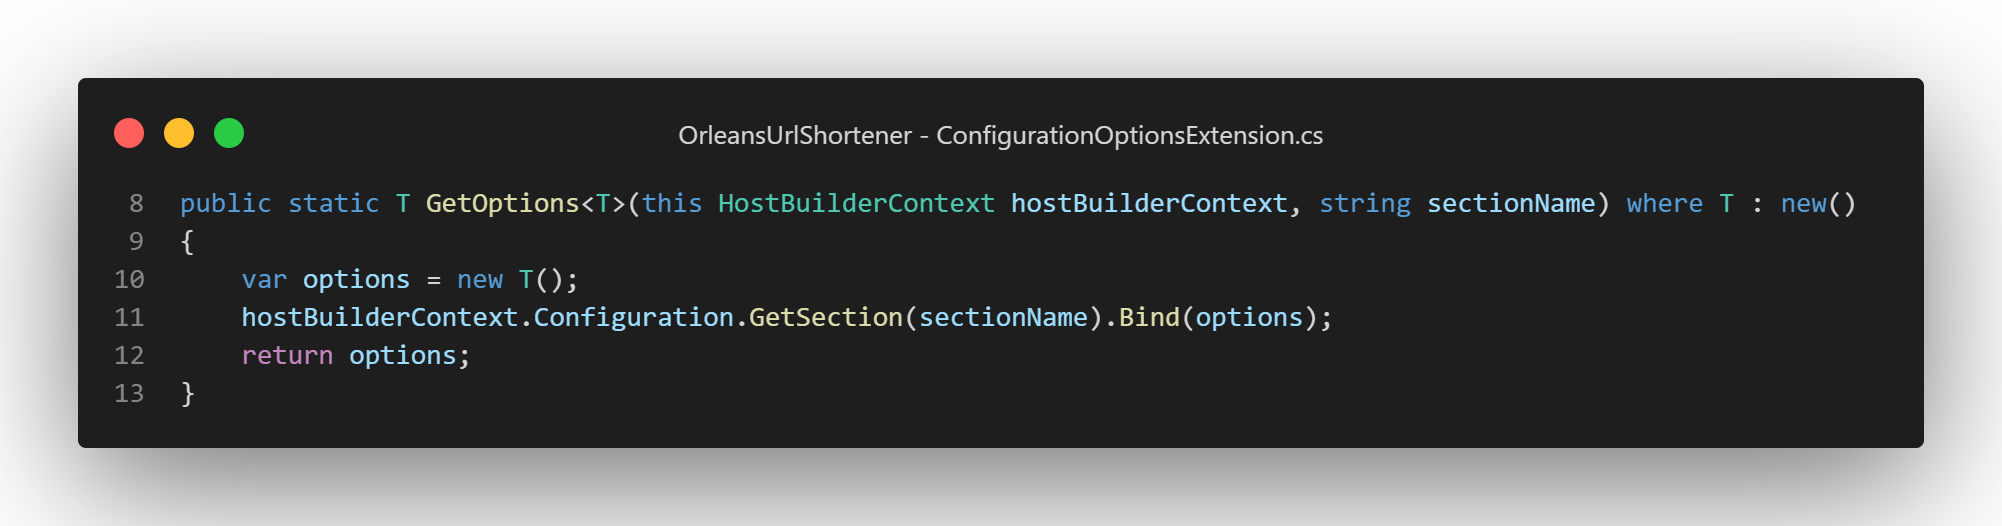 OrleansUrlShortener - ConfigurationOptionsExtension.cs
8 public static T GetOptions<T>(this HostBuilderContext hostBuilderContext, string sectionName) where T : new()
9 {
10     var options = new T();
11     hostBuilderContext.Configuration.GetSection(sectionName).Bind(options);
12     return options;
13 }